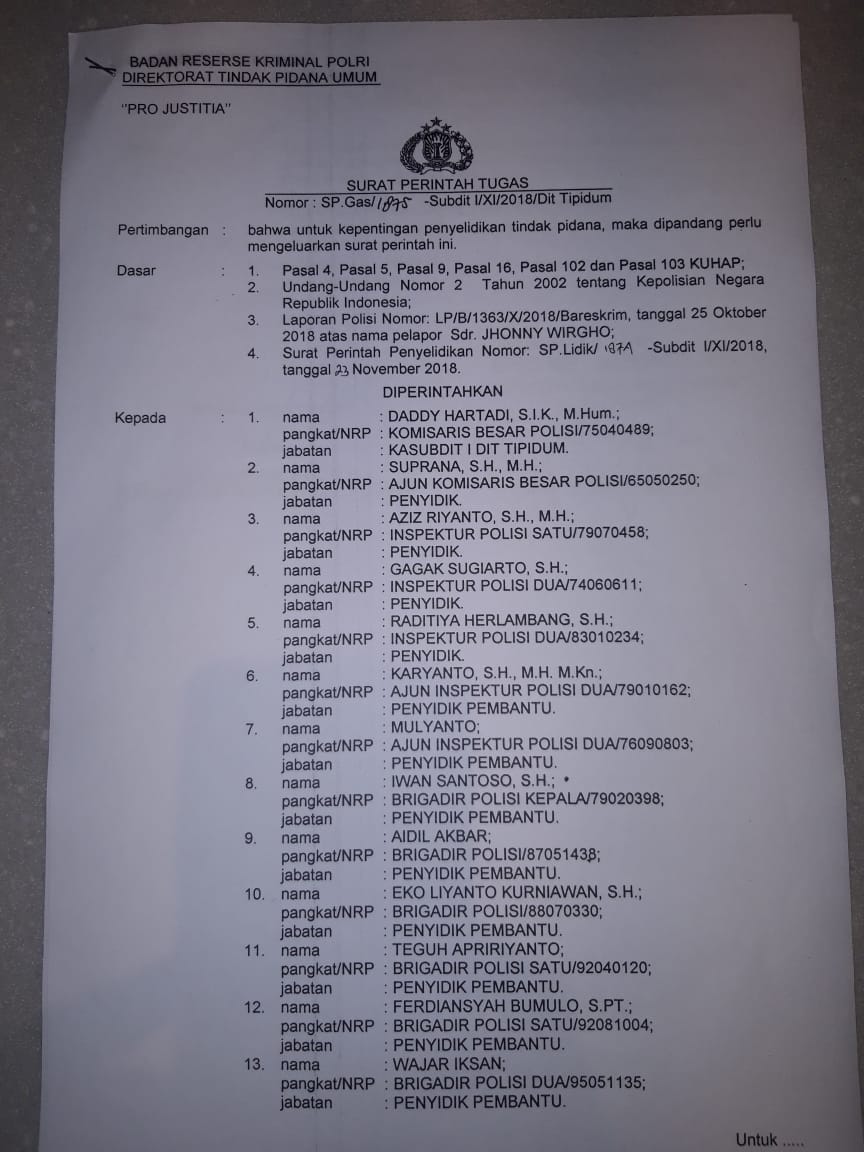 BADAN RESERSE KRIMINAL POLRI
DIREKTORAT TINDAK PIDANA UMUM
"PRO JUSTITIA"
SURAT PERINTAH TUGAS
Nomor : SP.Gas/1875 -Subdit I/XI/2018/Dit Tipidum
Pertimbangan : bahwa untuk kepentingan penyelidikan tindak pidana, maka dipandang perlu
mengeluarkan surat perintah ini.
Dasar : 1. Pasal 4, Pasal 5, Pasal 9, Pasal 16, Pasal 102 dan Pasal 103 KUHAP;
2. Undang-Undang Nomor 2 Tahun 2002 tentang Kepolisian Negara
Republik Indonesia;
3. Laporan Polisi Nomor: LP/B/1363/X/2018/Bareskrim, tanggal 25 Oktober
2018 atas nama pelapor Sdr. JHONNY WIRGHO;
4. Surat Perintah Penyelidikan Nomor: SP.Lidik/ -Subdit I/XI/2018,
tanggal 23 November 2018.
DIPERINTAHKAN
Kepada : 1. nama : DADDY HARTADI, S.I.K., M.Hum.;
pangkat/NRP : KOMISARIS BESAR POLISI/75040489;
jabatan : KASUBDIT I DIT TIPIDUM.
2. nama : SUPRANA, S.H., M.H.;
pangkat/NRP : AJUN KOMISARIS BESAR POLISI/65050250;
jabatan : PENYIDIK.
3. nama : AZIZ RIYANTO, S.H., M.H.;
pangkat/NRP : INSPEKTUR POLISI SATU/79070458;
jabatan : PENYIDIK.
4. nama : GAGAK SUGIARTO, S.H.;
pangkat/NRP : INSPEKTUR POLISI DUA/74060611;
jabatan : PENYIDIK.
5. nama : RADITIYA HERLAMBANG, S.H.;
pangkat/NRP : INSPEKTUR POLISI DUA/83010234;
jabatan : PENYIDIK.
6. nama : KARYANTO, S.H., M.H. M.Kn.;
pangkat/NRP : AJUN INSPEKTUR POLISI DUA/79010162;
jabatan : PENYIDIK PEMBANTU.
7. nama : MULYANTO;
pangkat/NRP : AJUN INSPEKTUR POLISI DUA/76090803;
jabatan : PENYIDIK PEMBANTU.
8. nama : IWAN SANTOSO, S.H.;
pangkat/NRP : BRIGADIR POLISI KEPALA/79020398;
jabatan : PENYIDIK PEMBANTU.
9. nama : AIDIL AKBAR;
pangkat/NRP : BRIGADIR POLISI/87051438;
jabatan : PENYIDIK PEMBANTU.
10. nama : EKO LIYANTO KURNIAWAN, S.H.;
pangkat/NRP : BRIGADIR POLISI/88070330;
jabatan : PENYIDIK PEMBANTU.
11. nama : TEGUH APRIRIYANTO;
pangkat/NRP : BRIGADIR POLISI SATU/92040120;
jabatan : PENYIDIK PEMBANTU.
12. nama : FERDIANSYAH BUMULO, S.PT.;
pangkat/NRP : BRIGADIR POLISI SATU/92081004;
jabatan : PENYIDIK PEMBANTU.
13. nama : WAJAR IKSAN;
pangkat/NRP : BRIGADIR POLISI DUA/95051135;
jabatan : PENYIDIK PEMBANTU.
Untuk .....